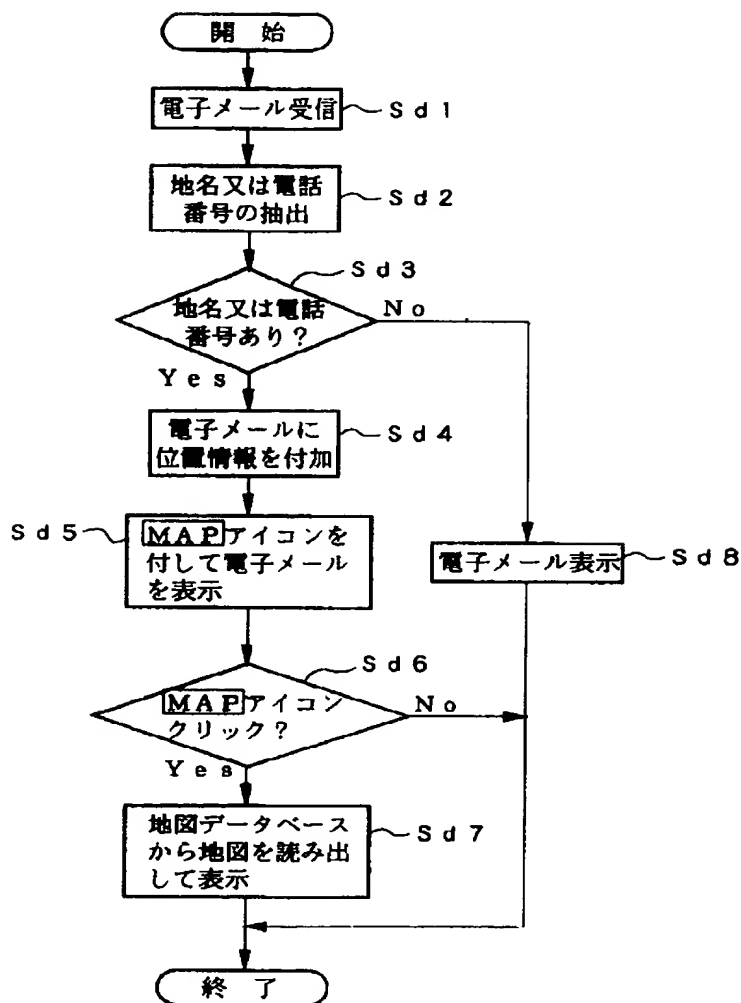 開 始
電子メール受信
Sd1
地名又は電話
番号の抽出
Sd2
Sd3
地名又は電話
番号あり?
No
Yes
電子メールに
位置情報を付加
Sd4
Sd5
MAPアイコンを
付して電子メール
を表示
電子メール表示
Sd8
Sd6
MAPアイコン
クリック?
No
Yes
地図データベース
から地図を読み出
して表示
Sd7
終 了